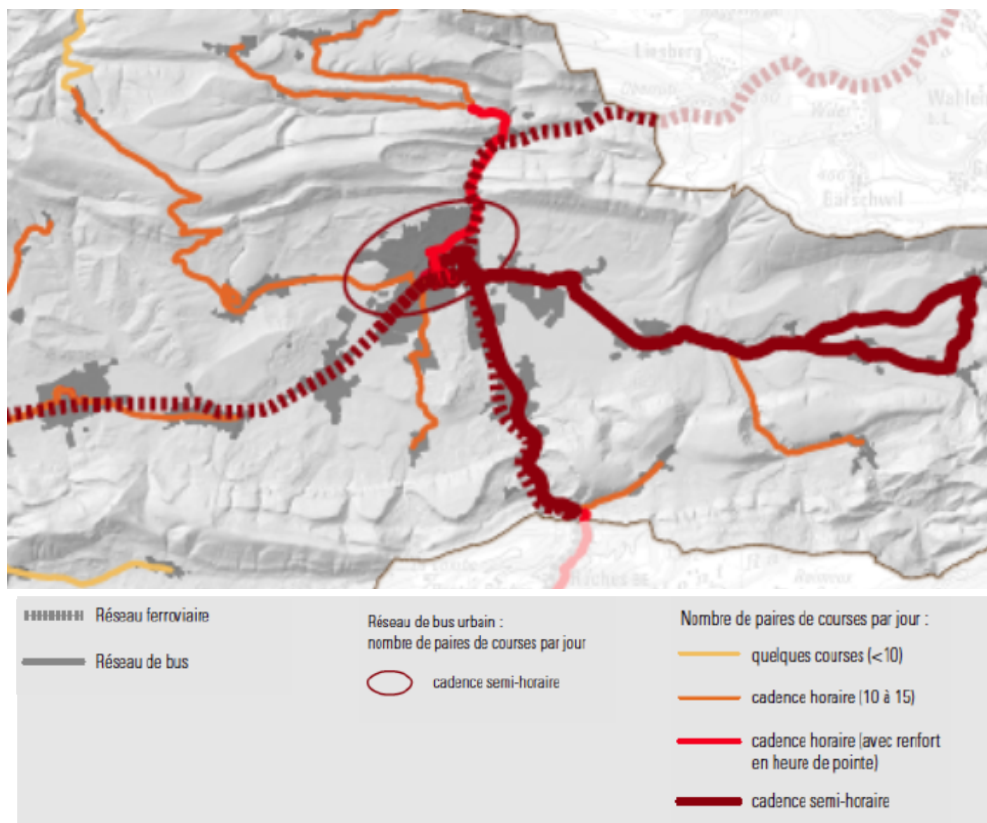 Liesberg
Bärschwil
Réseau ferroviaire
Réseau de bus
Réseau de bus urbain :
nombre de paires de courses par jour
cadence semi-horaire
Nombre de paires de courses par jour :
quelques courses (<10)
cadence horaire (10 à 15)
cadence horaire (avec renfort
en heure de pointe)
cadence semi-horaire